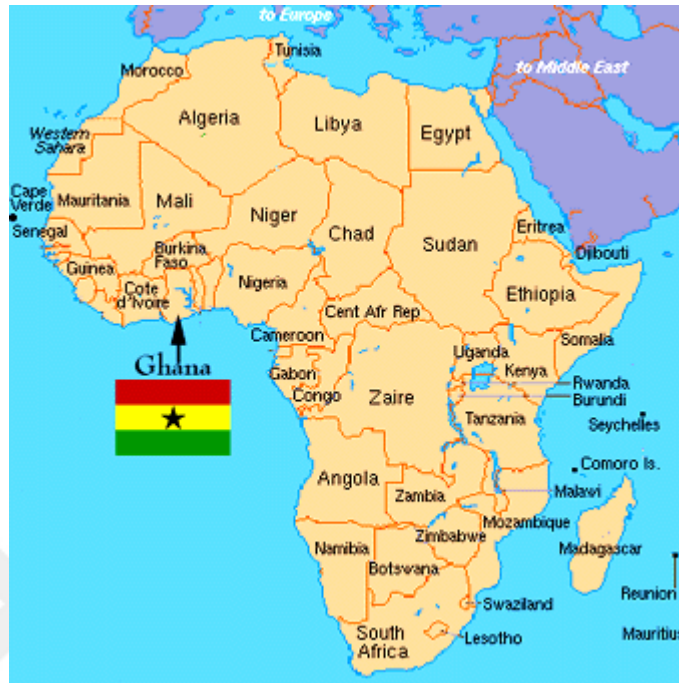 to Europe
Tunisia
Morocco
to Middle East
Algeria
Libya
Egypt
Western
Sahara
Cape
Verde
Mauritania
Mali
Niger
Chad
Sudan
Eritrea
Senegal
Djibouti
Burkina
Faso
Guinea
Nigeria
Ethiopia
Cote
d'Ivoire
Cent Afr Rep
Cameroon
Somalia
Uganda
Ghana
Gabon
Kenya
Rwanda
Congo
Zaire
Burundi
Tanzania
Seychelles
Comoro Is.
Angola
Zambia
Malawi
Mozambique
Zimbabwe
Namibia
Madagascar
Botswana
Reunion
Swaziland
South
Africa
Lesotho
Mauritius